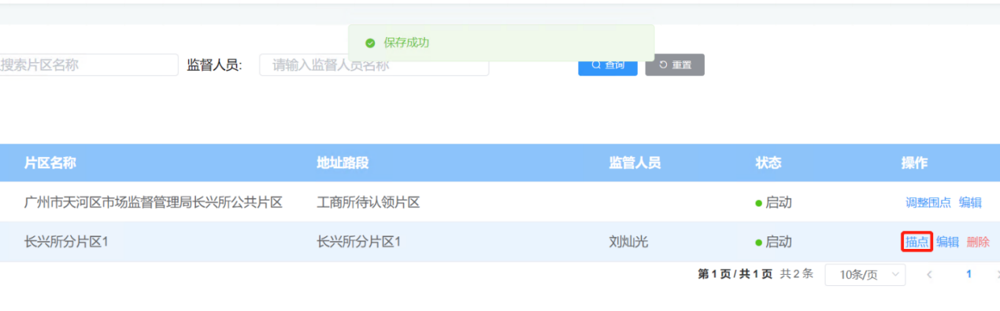 保存成功
搜索片区名称 监督人员: 请输入监督人员名称 查询 重置
片区名称 地址路段 监管人员 状态 操作
广州市天河区市场监督管理局长兴所公共片区 工商所待认领片区 启动 调整围点 编辑
长兴所分片区1 长兴所分片区1 刘灿光 启动 描点 编辑 删除
第1页/共1页 共2条 10条/页 1